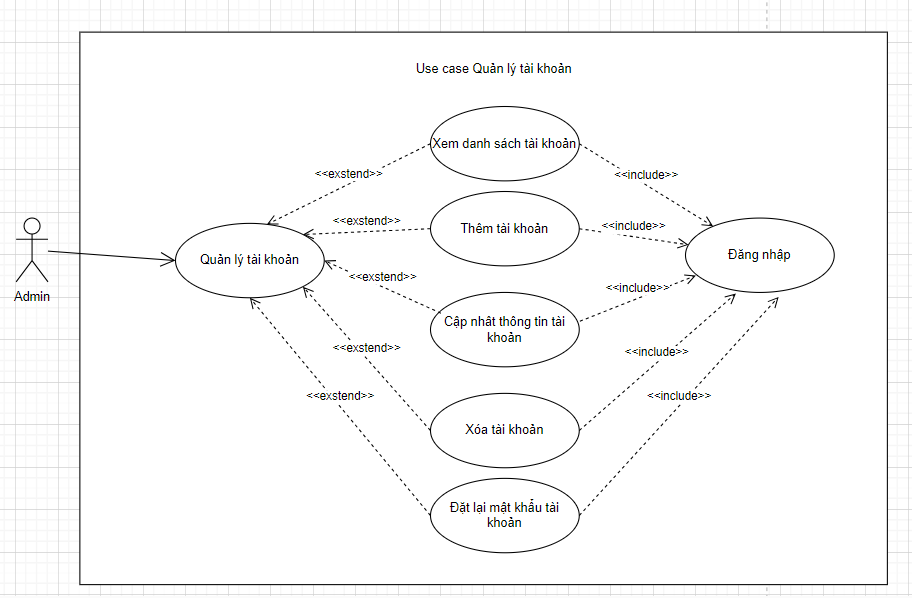 Use case Quản lý tài khoản
Xem danh sách tài khoản
<<exstend>>
<<include>>
Thêm tài khoản
<<exstend>>
<<include>>
Quản lý tài khoản
Đăng nhập
<<exstend>>
<<include>>
Admin
Cập nhât thông tin tài
khoản
<<exstend>>
<<include>>
<<exstend>>
<<include>>
Xóa tài khoản
Đặt lại mật khẩu tài
khoản